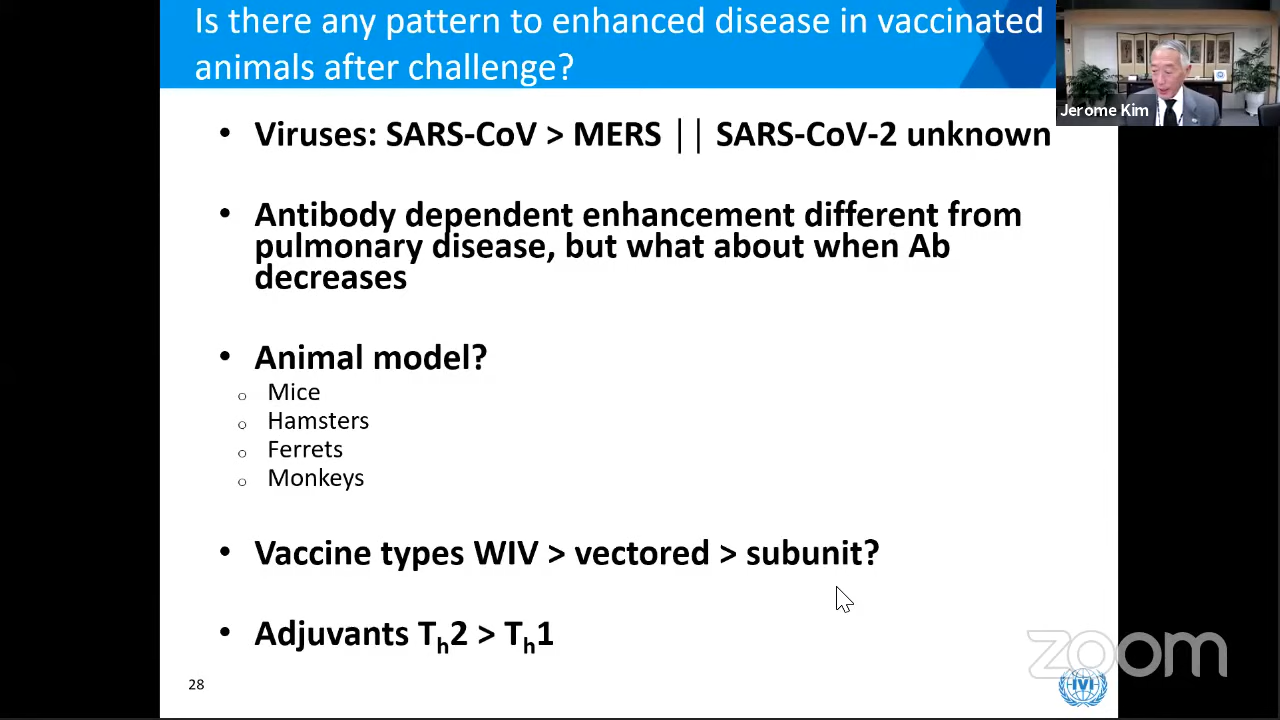 Is there any pattern to enhanced disease in vaccinated
animals after challenge?
Jerome Kim
• Viruses: SARS-CoV > MERS || SARS-CoV-2 unknown
• Antibody dependent enhancement different from
pulmonary disease, but what about when Ab
decreases
• Animal model?
o Mice
o Hamsters
o Ferrets
o Monkeys
• Vaccine types WIV > vectored > subunit?
• Adjuvants Th2 > Th1
28
zoom
IVI